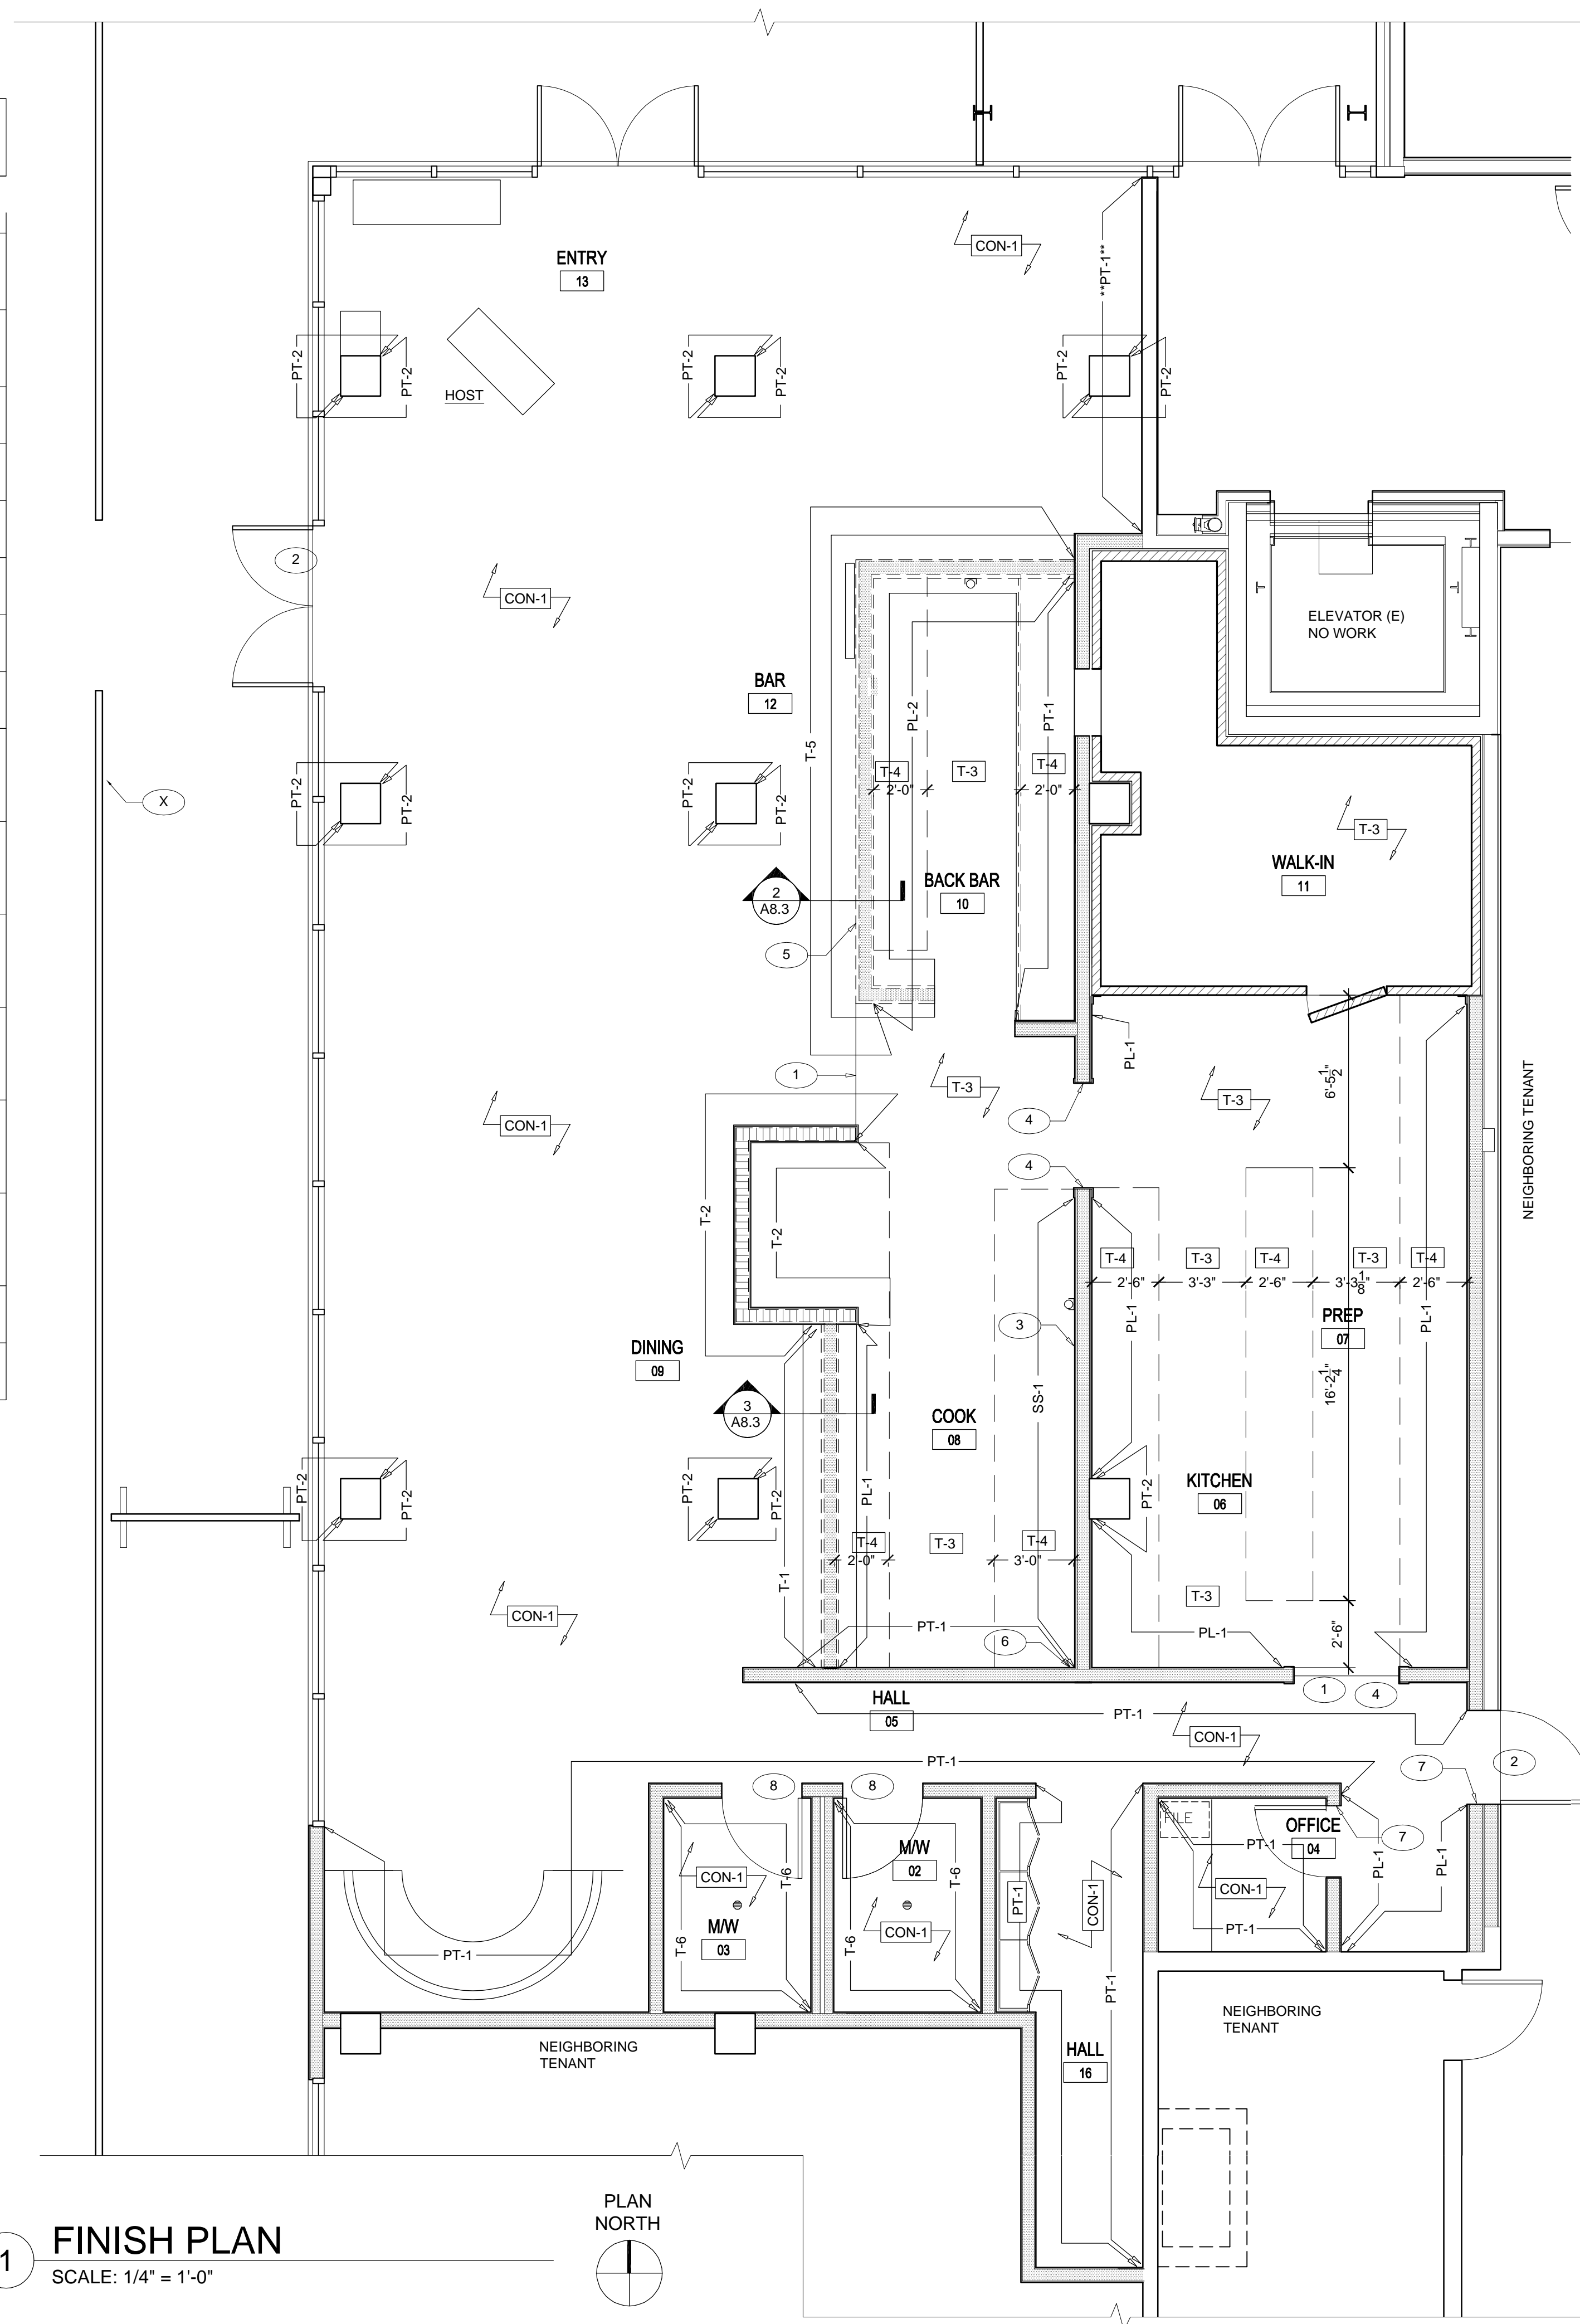 CON-1
ENTRY
13
**PT-1**
PT-2
PT-2
HOST
PT-2
PT-2
PT-2
PT-2
2
CON-1
ELEVATOR (E)
NO WORK
BAR
12
PL-2
PT-1
T-5
T-4
T-3
T-4
2'-0"
2'-0"
PT-2
PT-2
PT-2
PT-2
X
T-3
WALK-IN
11
2
A8.3
BACK BAR
10
5
PL-1
PL-1
1
T-3
T-3
6'-5 1/2"
NEIGHBORING TENANT
CON-1
4
4
T-2
T-2
T-4
T-3
T-4
T-3
T-4
2'-6"
3'-3"
2'-6"
3'-3 1/8"
2'-6"
PL-1
3
PREP
07
DINING
09
16'-2 1/4"
SS-1
3
A8.3
COOK
08
PT-2
PT-2
PT-2
PT-2
PL-1
KITCHEN
06
PT-2
T-4
T-3
T-4
2'-0"
3'-0"
T-1
T-3
CON-1
PT-1
6
PL-1
2'-6"
HALL
05
1
4
PT-1
CON-1
PT-1
2
7
8
8
FILE
OFFICE
04
7
PT-1
M/W
02
T-6
T-6
PL-1
PL-1
CON-1
PT-1
CON-1
CON-1
M/W
03
CON-1
T-6
T-6
PT-1
PT-1
PT-1
NEIGHBORING
TENANT
NEIGHBORING
TENANT
HALL
16
1
FINISH PLAN
SCALE: 1/4" = 1'-0"
PLAN
NORTH